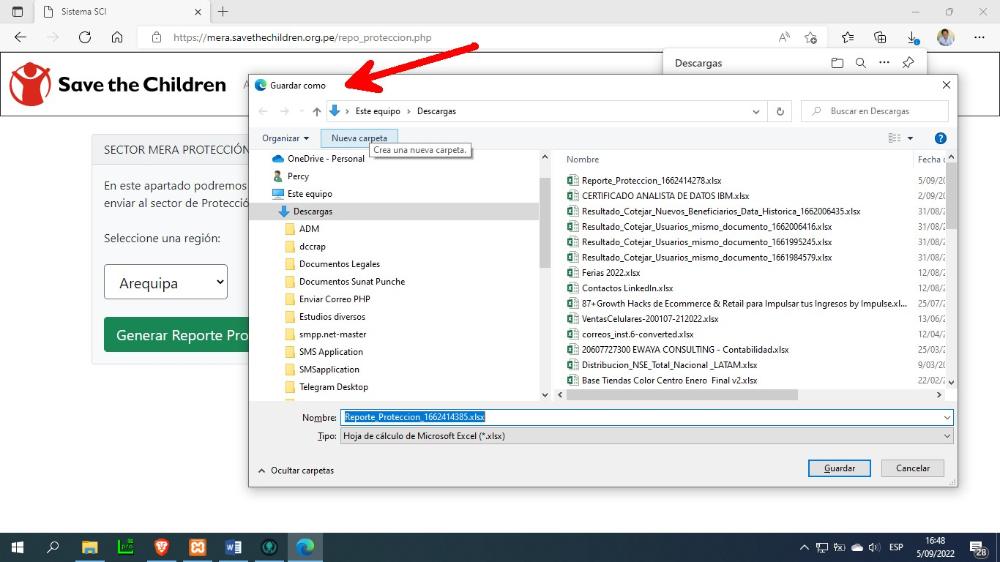 Sistema SCI
https://mera.savethechildren.org.pe/repo_proteccion.php
Descargas
Save the Children
Guardar como
Este equipo > Descargas
Buscar en Descargas
Organizar
Nueva carpeta
Crea una nueva carpeta.
SECTOR MERA PROTECCIÓN
En este apartado podremos
enviar al sector de Protecció
Seleccione una región:
Arequipa
Generar Reporte Pro
OneDrive - Personal
Percy
Este equipo
Descargas
ADM
dccrap
Documentos Legales
Documentos Sunat Punche
Enviar Correo PHP
Estudios diversos
smpp.net-master
SMS Application
SMSapplication
Telegram Desktop
Nombre Fecha
Reporte_Proteccion_1662414278.xlsx 5/09/20
CERTIFICADO ANALISTA DE DATOS IBM.xlsx 2/09/20
Resultado_Cotejar_Nuevos_Beneficiarios_Data_Historica_1662006435.xlsx 31/08/2
Resultado_Cotejar_Usuarios_mismo_documento_1662006416.xlsx 31/08/2
Resultado_Cotejar_Usuarios_mismo_documento_1661995245.xlsx 31/08/2
Resultado_Cotejar_Usuarios_mismo_documento_1661984579.xlsx 31/08/2
Ferias 2022.xlsx 12/08/2
Contactos LinkedIn.xlsx 12/08/2
87+Growth Hacks de Ecommerce & Retail para Impulsar tus Ingresos by Impulse.xl... 25/07/2
VentasCelulares-200107-212022.xlsx 13/06/2
correos_inst.6-converted.xlsx 12/04/2
20607727300 EWAYA CONSULTING - Contabilidad.xlsx 25/03/2
Distribucion_NSE_Total_Nacional _LATAM.xlsx 9/03/20
Base Tiendas Color Centro Enero  Final v2.xlsx 22/02/2
Nombre: Reporte_Proteccion_1662414385.xlsx
Tipo: Hoja de cálculo de Microsoft Excel (*.xlsx)
Ocultar carpetas
Guardar
Cancelar
ESP
16:48
5/09/2022
28